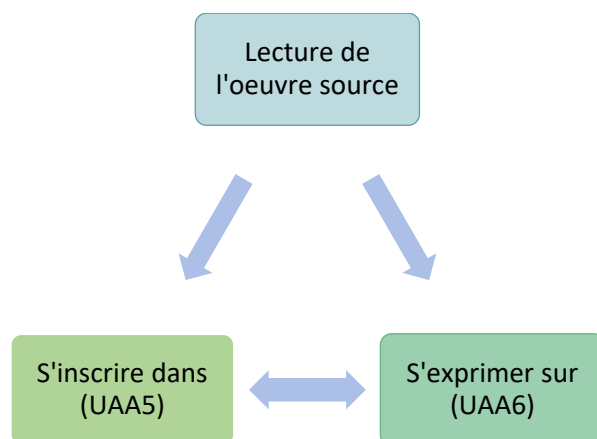 Lecture de
l'oeuvre source
S'inscrire dans
(UAA5)
S'exprimer sur
(UAA6)